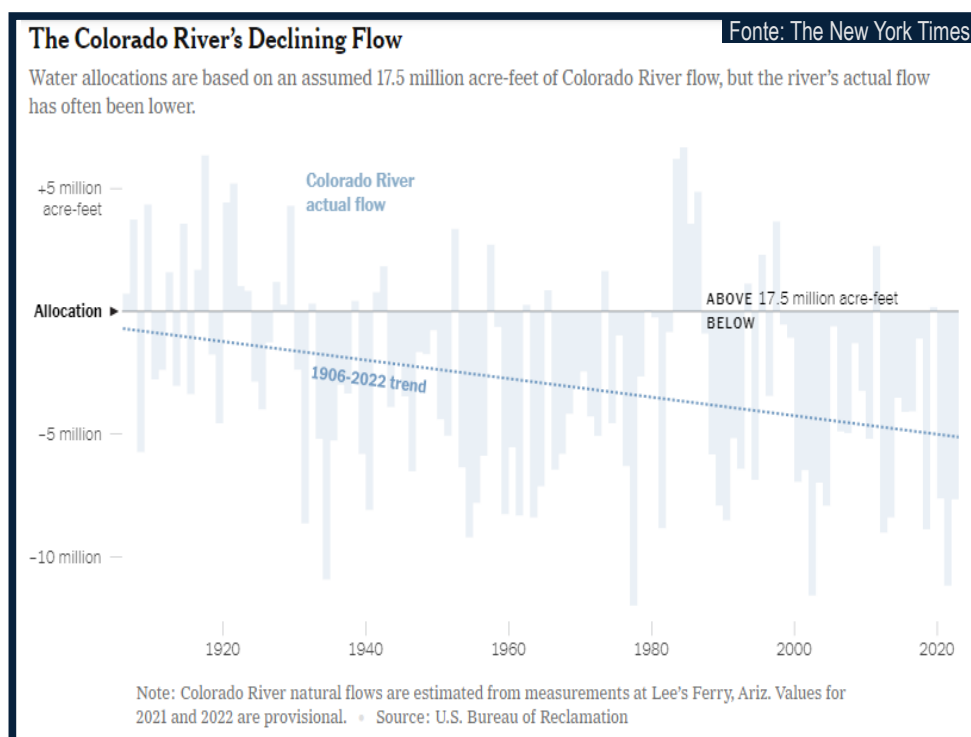 Fonte: The New York Times
The Colorado River's Declining Flow
Water allocations are based on an assumed 17.5 million acre-feet of Colorado River flow, but the river's actual flow
has often been lower.
+5 million
acre-feet
Colorado River
actual flow
Allocation ▶
ABOVE 17.5 million acre-feet
BELOW
1906-2022 trend
−5 million
−10 million
1920 1940 1960 1980 2000 2020
Note: Colorado River natural flows are estimated from measurements at Lee's Ferry, Ariz. Values for
2021 and 2022 are provisional. • Source: U.S. Bureau of Reclamation